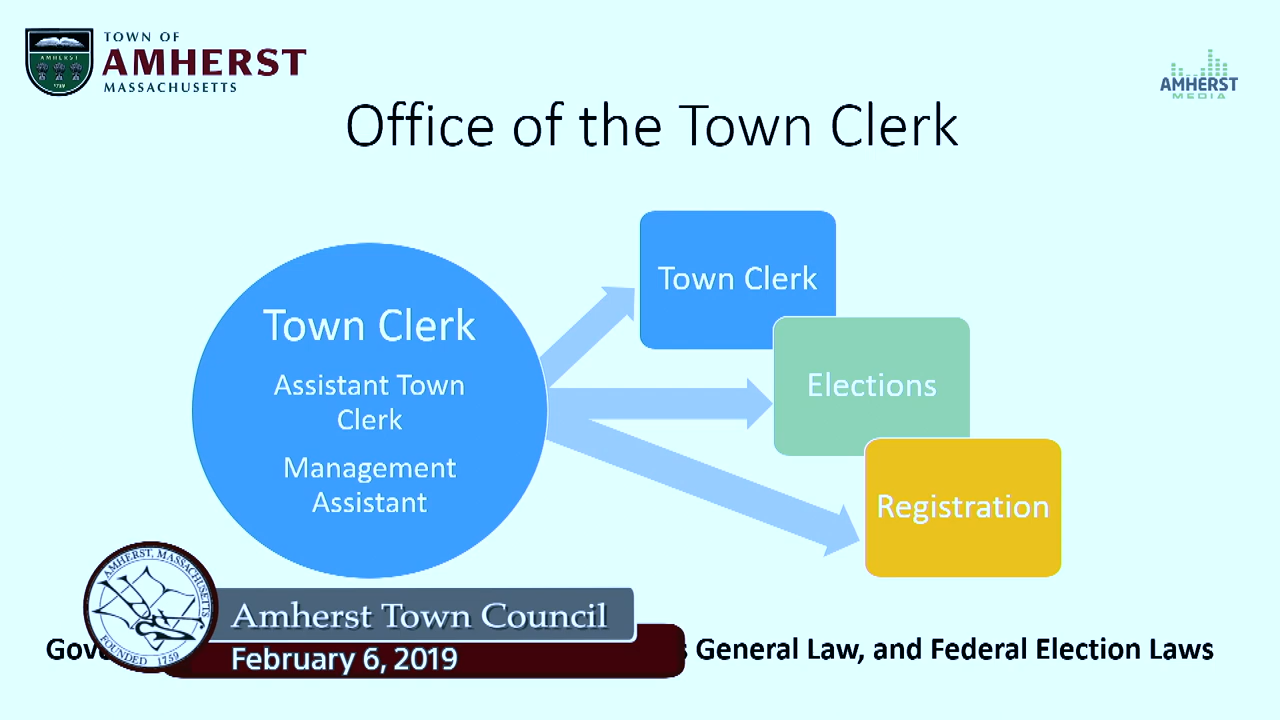 TOWN OF
AMHERST
MASSACHUSETTS
AMHERST
1759
AMHERST
MEDIA
Office of the Town Clerk
Town Clerk
Assistant Town
Clerk
Management
Assistant
Town Clerk
Elections
Registration
AMHERST, MASSACHUSETTS
FOUNDED 1759
Amherst Town Council
February 6, 2019
General Law, and Federal Election Laws